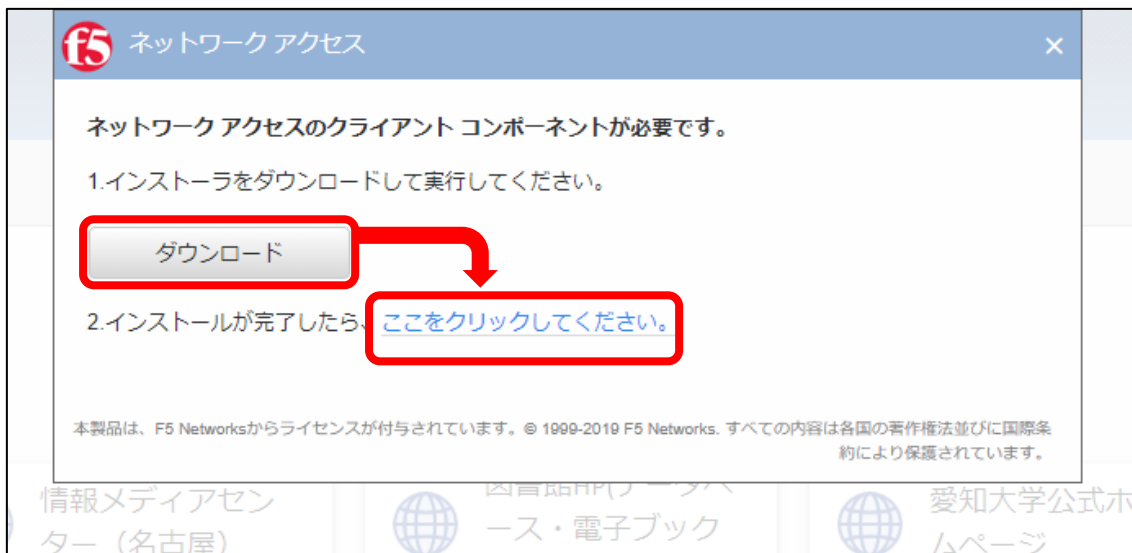 f5 ネットワーク アクセス ×
ネットワーク アクセスのクライアント コンポーネントが必要です。
1.インストーラをダウンロードして実行してください。
ダウンロード
2.インストールが完了したら、ここをクリックしてください。
本製品は、F5 Networksからライセンスが付与されています。© 1999-2019 F5 Networks. すべての内容は各国の著作権法並びに国際条
約により保護されています。
情報メディアセン
ター（名古屋）
図書館HP(データベ
ース・電子ブック
愛知大学公式ホ
ムページ